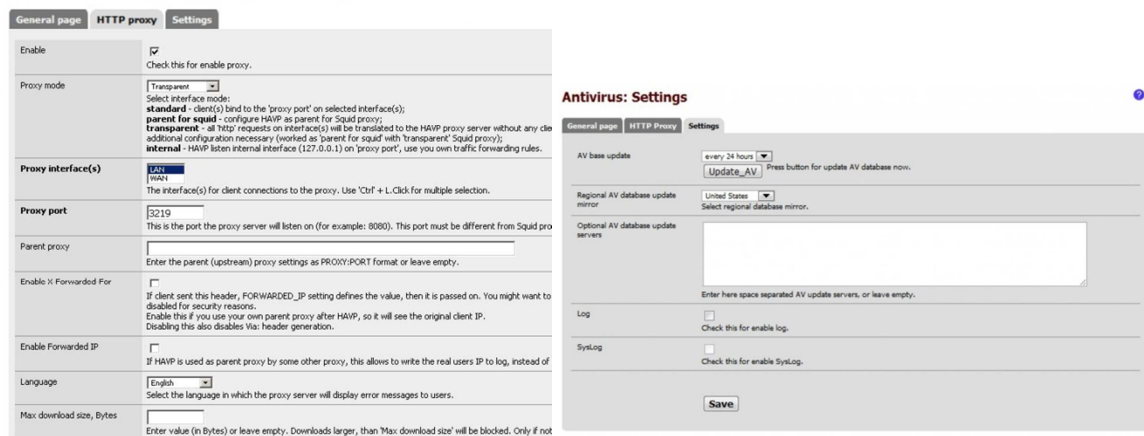 General page HTTP proxy Settings
Enable
Check this for enable proxy.
Proxy mode
Transparent
Select interface mode:
standard - client(s) bind to the 'proxy port' on selected interface(s);
parent for squid - configure HAVP as parent for Squid proxy;
transparent - all 'http' requests on interface(s) will be translated to the HAVP proxy server without any clie
additional configuration necessary (worked as 'parent for squid' with 'transparent' Squid proxy);
internal - HAVP listen internal interface (127.0.0.1) on 'proxy port', use you own traffic forwarding rules.
Proxy interface(s)
LAN
WAN
The interface(s) for client connections to the proxy. Use 'Ctrl' + L.Click for multiple selection.
Proxy port
3219
This is the port the proxy server will listen on (for example: 8080). This port must be different from Squid pro
Parent proxy
Enter the parent (upstream) proxy settings as PROXY:PORT format or leave empty.
Enable X-Forwarded For
If client sent this header, FORWARDED_IP setting defines the value, then it is passed on. You might want to
disabled for security reasons.
Enable this if you use your own parent proxy after HAVP, so it will see the original client IP.
Disabling this also disables Via: header generation.
Enable Forwarded IP
If HAVP is used as parent proxy by some other proxy, this allows to write the real users IP to log, instead of
Language
English
Select the language in which the proxy server will display error messages to users.
Max download size, Bytes
Enter value (in Bytes) or leave empty. Downloads larger, than 'Max download size' will be blocked. Only if not
Antivirus: Settings
?
General page HTTP Proxy Settings
AV base update
every 24 hours
Update_AV Press button for update AV database now.
Regional AV database update
mirror
United States
Select regional database mirror.
Optional AV database update
servers
Enter here space separated AV update servers, or leave empty.
Log
Check this for enable log.
SysLog
Check this for enable SysLog.
Save